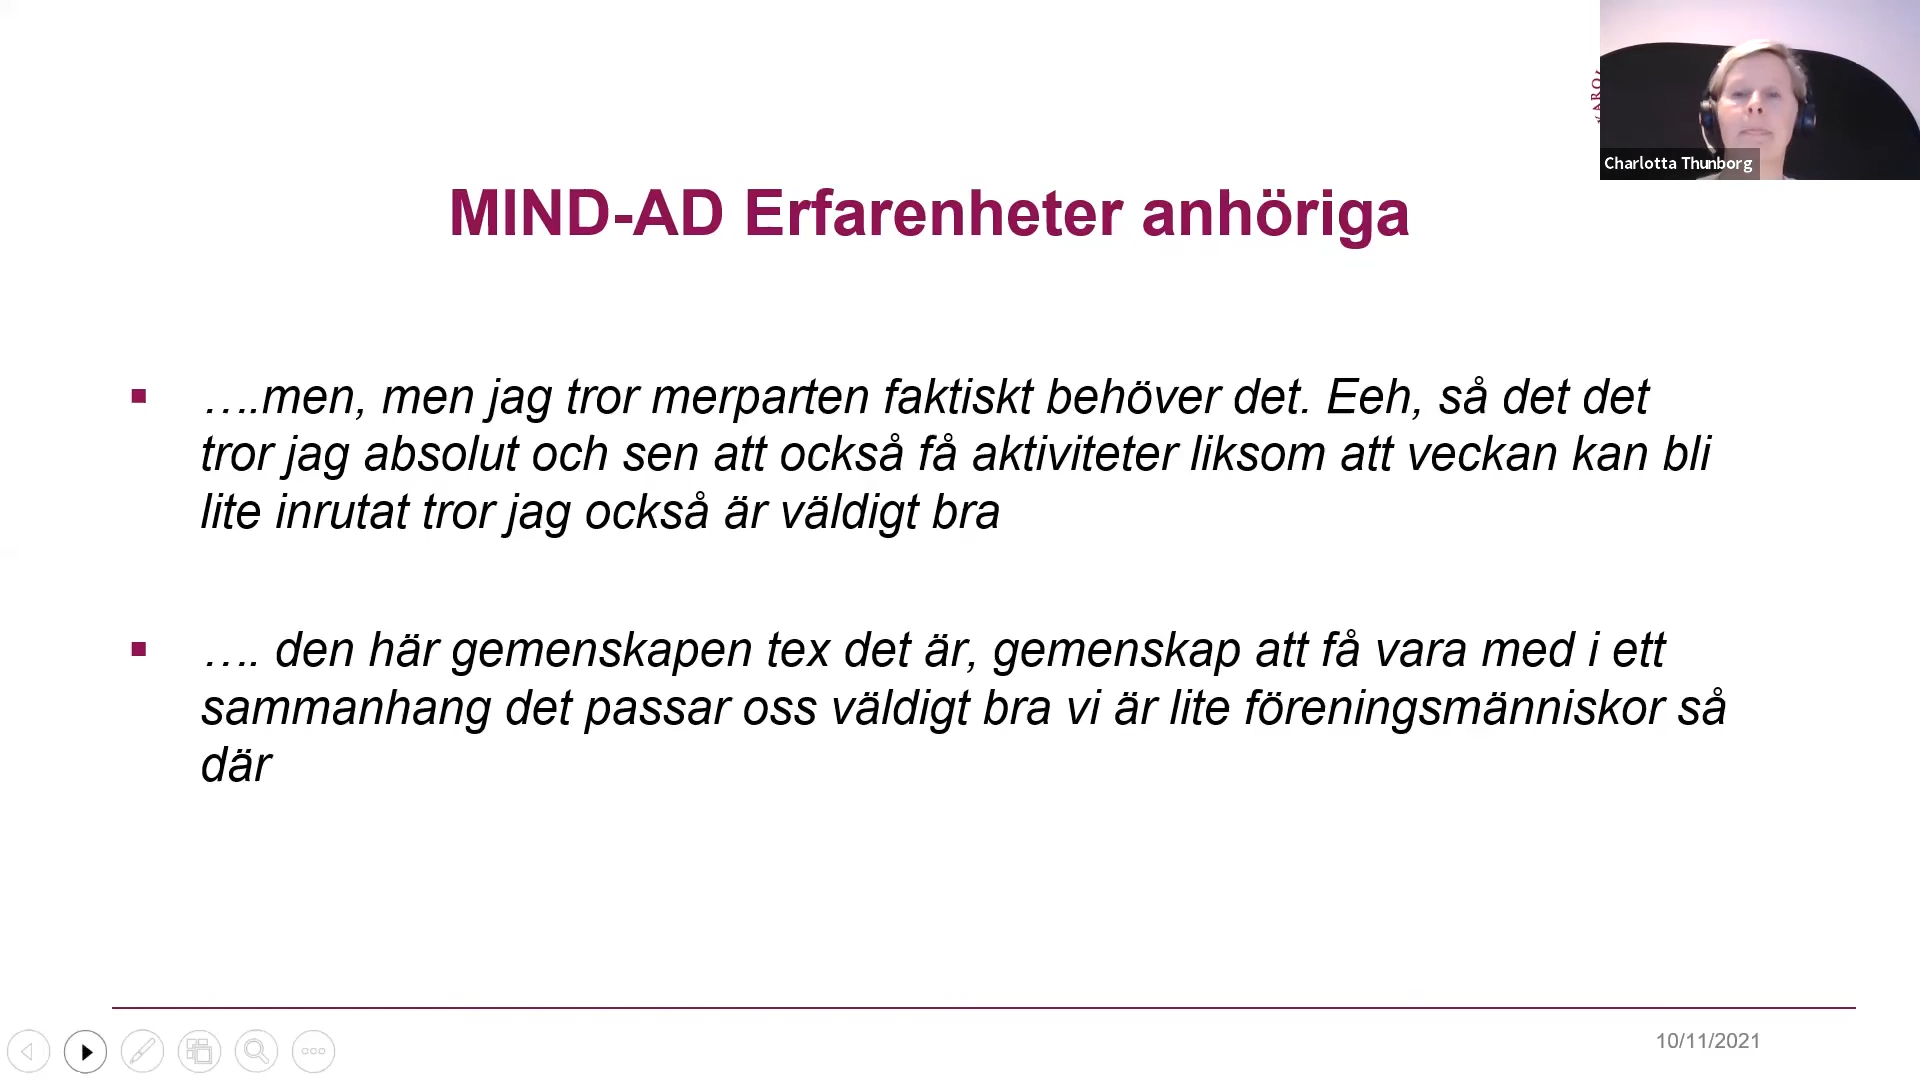 Charlotta Thunborg
MIND-AD Erfarenheter anhöriga
….men, men jag tror merparten faktiskt behöver det. Eeh, så det det
tror jag absolut och sen att också få aktiviteter liksom att veckan kan bli
lite inrutat tror jag också är väldigt bra
…. den här gemenskapen tex det är, gemenskap att få vara med i ett
sammanhang det passar oss väldigt bra vi är lite föreningsmänniskor så
där
10/11/2021